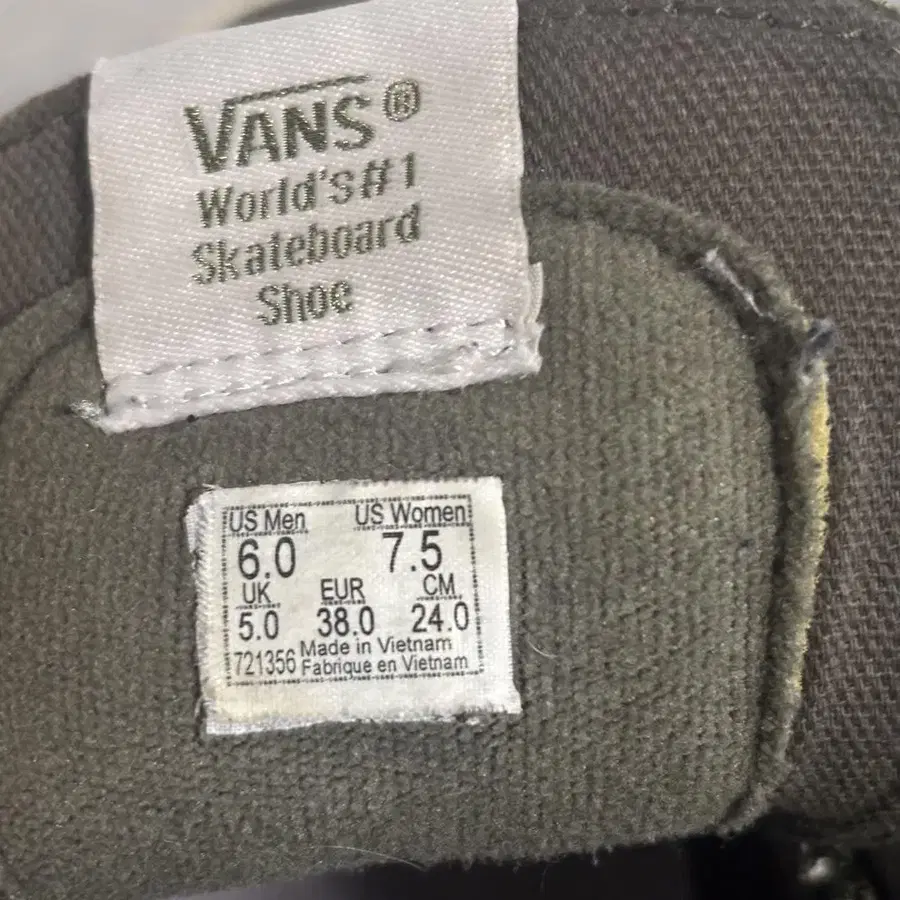 VANS®
World's #1
Skateboard
Shoe
US Men US Women
6.0 7.5
UK EUR CM
5.0 38.0 24.0
Made in Vietnam
721356 Fabriqué en Vietnam